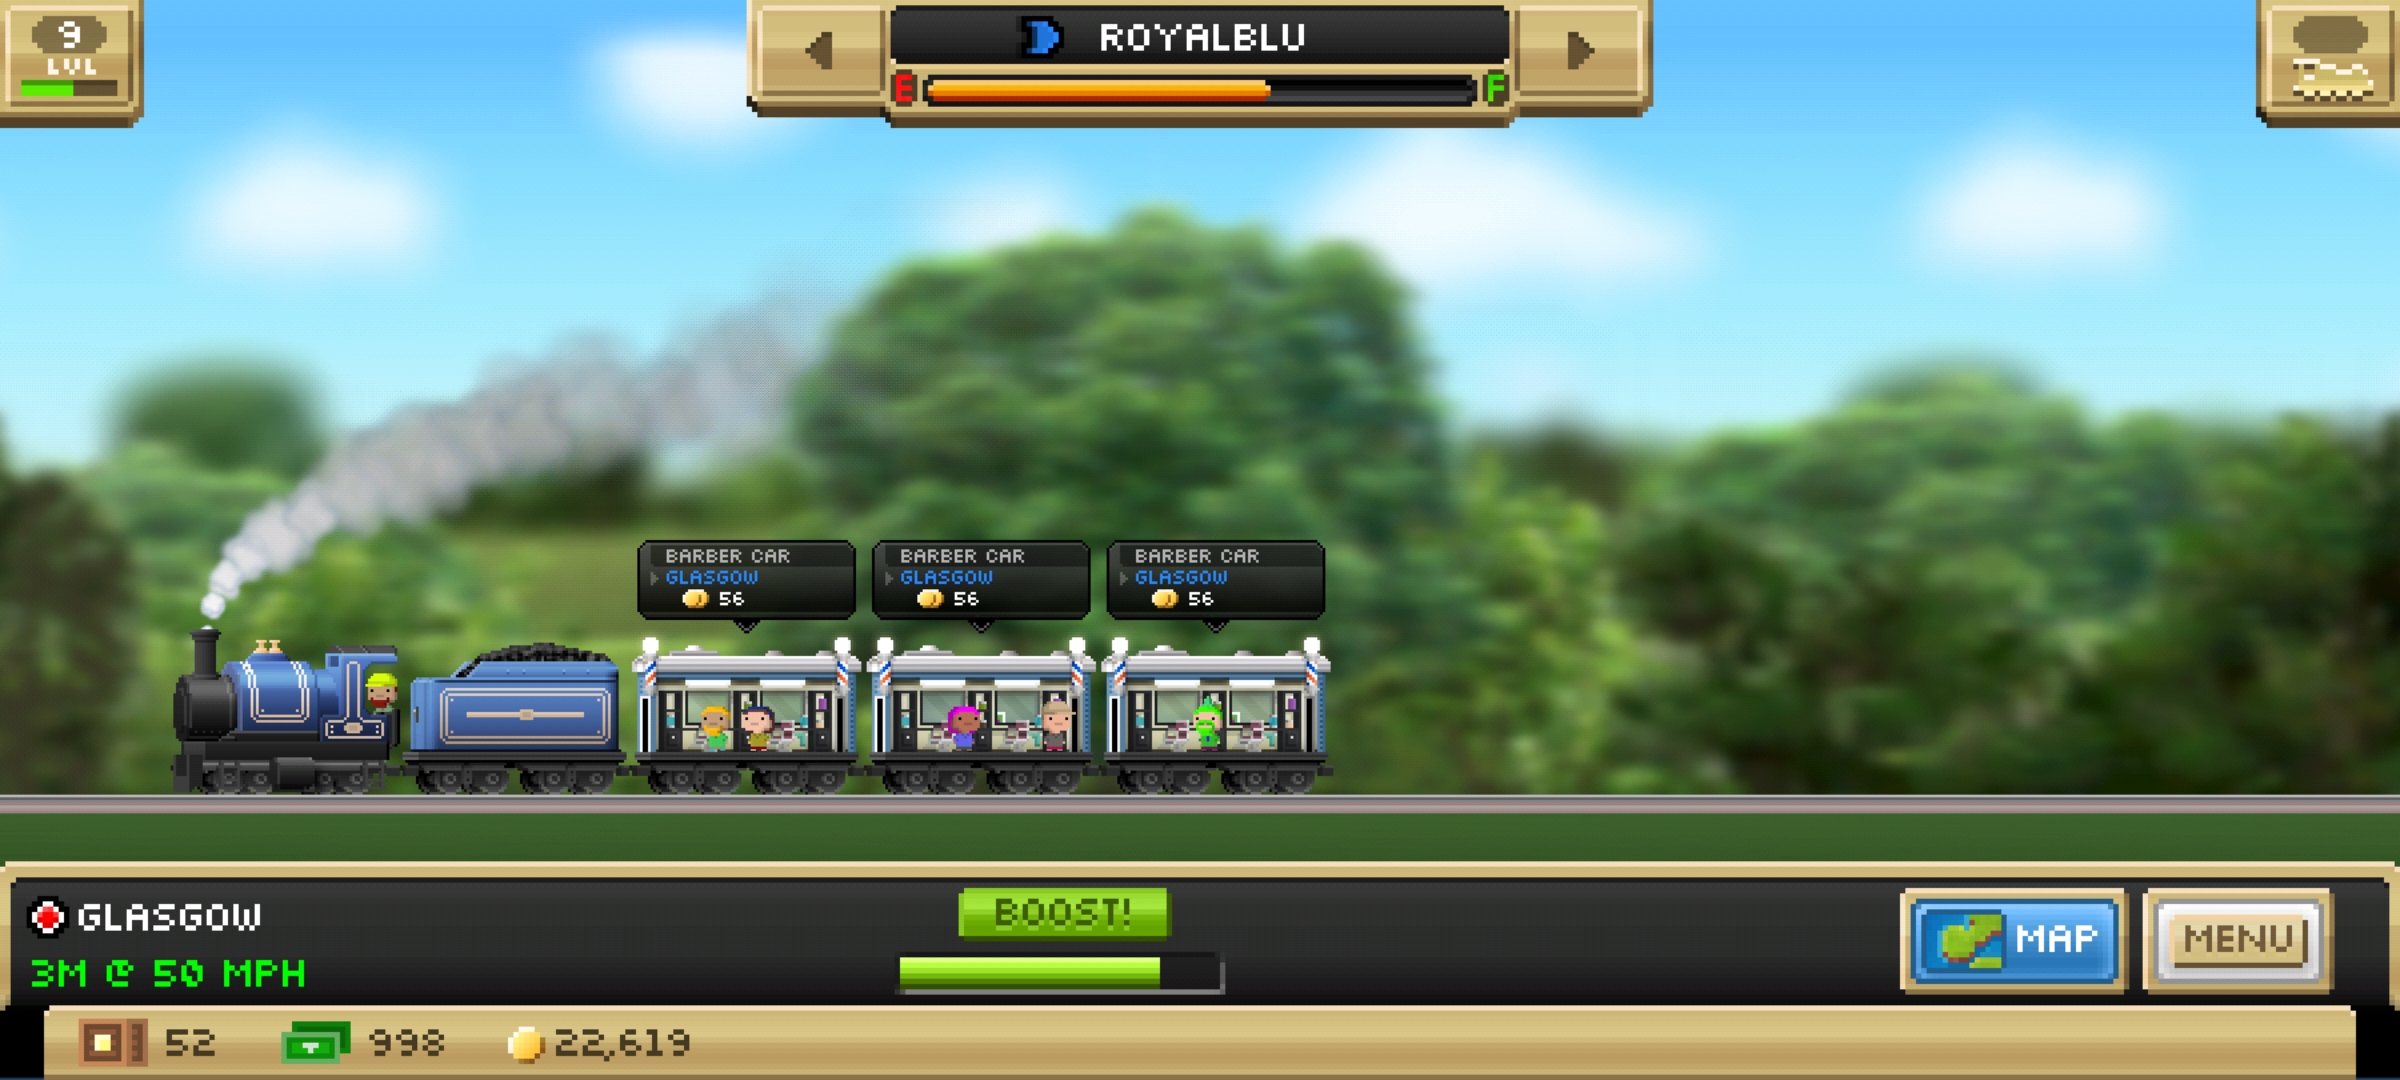 9
LVL
ROYALBLU
E F
BARBER CAR
GLASGOW
56
BARBER CAR
GLASGOW
56
BARBER CAR
GLASGOW
56
GLASGOW
3M @ 50 MPH
BOOST!
MAP
MENU
52
998
22,619